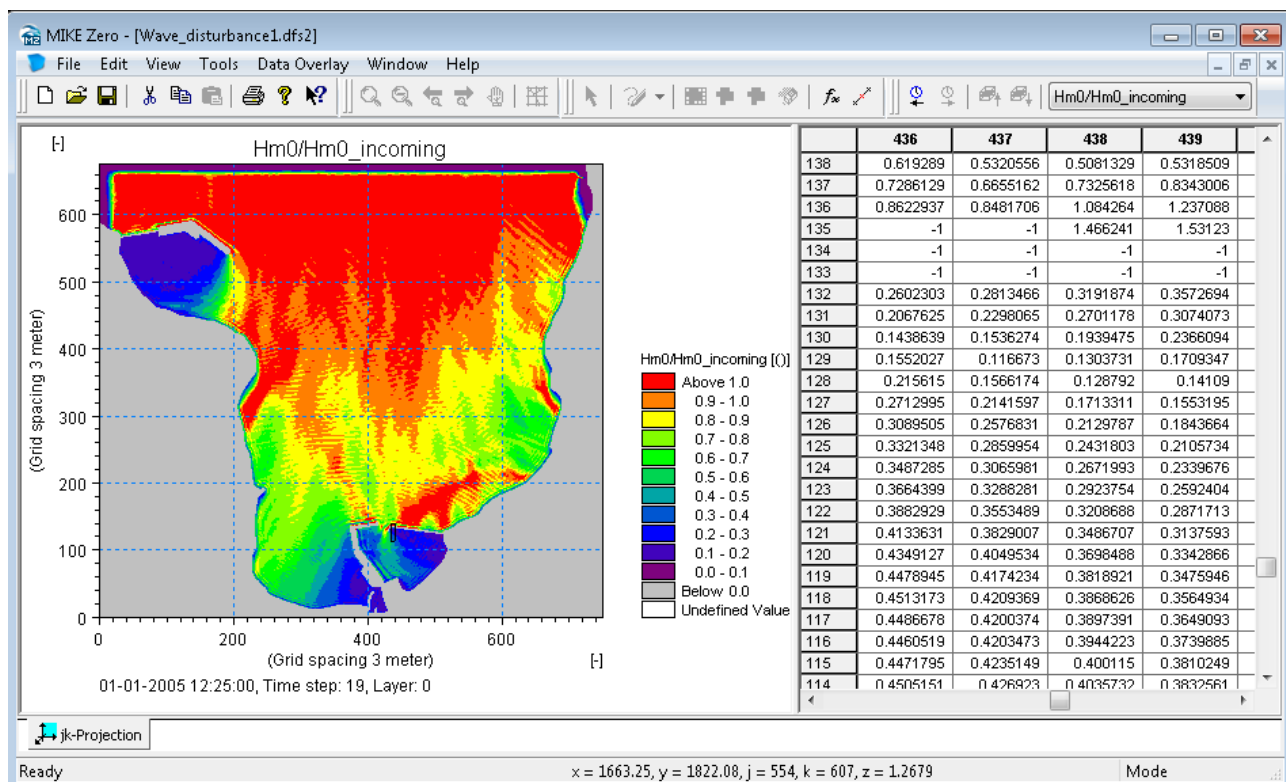 MIKE Zero - [Wave_disturbance1.dfs2]
File Edit View Tools Data Overlay Window Help
Hm0/Hm0_incoming
[-]
Hm0/Hm0_incoming
600
500
400
300
200
100
0
(Grid spacing 3 meter)
0 200 400 600
(Grid spacing 3 meter) [-]
01-01-2005 12:25:00, Time step: 19, Layer: 0
Hm0/Hm0_incoming [()]
Above 1.0
0.9 - 1.0
0.8 - 0.9
0.7 - 0.8
0.6 - 0.7
0.5 - 0.6
0.4 - 0.5
0.3 - 0.4
0.2 - 0.3
0.1 - 0.2
0.0 - 0.1
Below 0.0
Undefined Value
436 437 438 439
138 0.619289 0.5320556 0.5081329 0.5318509
137 0.7286129 0.6655162 0.7325618 0.8343006
136 0.8622937 0.8481706 1.084264 1.237088
135 -1 -1 1.466241 1.53123
134 -1 -1 -1 -1
133 -1 -1 -1 -1
132 0.2602303 0.2813466 0.3191874 0.3572694
131 0.2067625 0.2298065 0.2701178 0.3074073
130 0.1438639 0.1536274 0.1939475 0.2366094
129 0.1552027 0.116673 0.1303731 0.1709347
128 0.215615 0.1566174 0.128792 0.14109
127 0.2712995 0.2141597 0.1713311 0.1553195
126 0.3089505 0.2576831 0.2129787 0.1843664
125 0.3321348 0.2859954 0.2431803 0.2105734
124 0.3487285 0.3065981 0.2671993 0.2339676
123 0.3664399 0.3288281 0.2923754 0.2592404
122 0.3882929 0.3553489 0.3208688 0.2871713
121 0.4133631 0.3829007 0.3486707 0.3137593
120 0.4349127 0.4049534 0.3698488 0.3342866
119 0.4478945 0.4174234 0.3818921 0.3475946
118 0.4513173 0.4209369 0.3868626 0.3564934
117 0.4486678 0.4200374 0.3897391 0.3649093
116 0.4460519 0.4203473 0.3944223 0.3739885
115 0.4471795 0.4235149 0.400115 0.3810249
114 0.4505151 0.426923 0.4035732 0.3832561
jk-Projection
Ready x = 1663.25, y = 1822.08, j = 554, k = 607, z = 1.2679 Mode